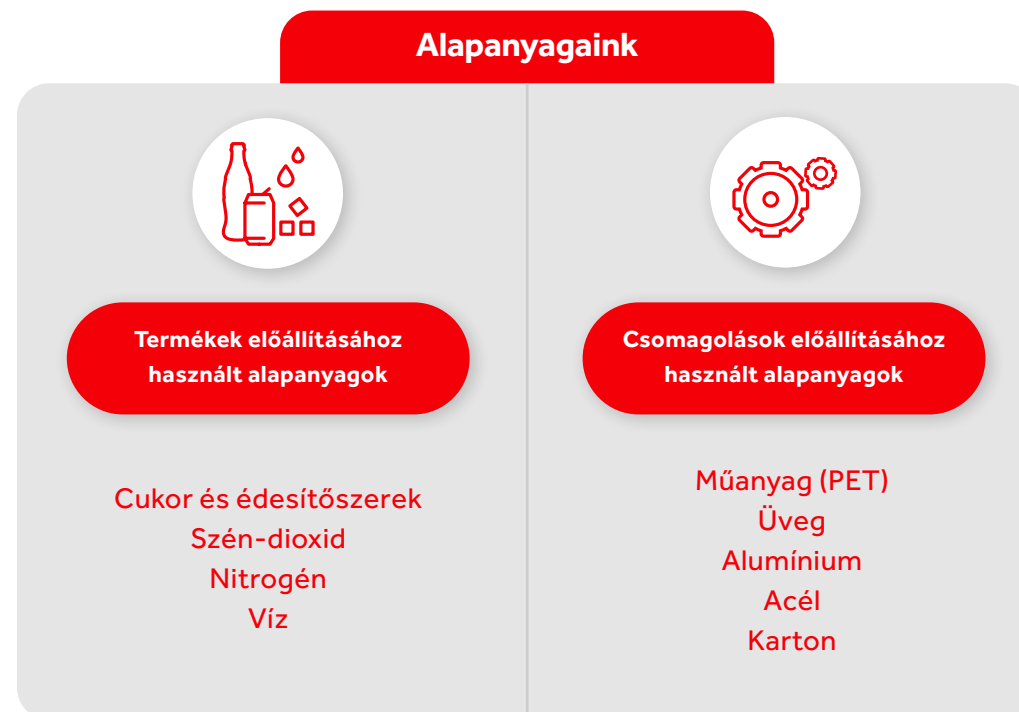 Alapanyagaink
Termékek előállításához
használt alapanyagok
Cukor és édesítőszerek
Szén-dioxid
Nitrogén
Víz
Csomagolások előállításához
használt alapanyagok
Műanyag (PET)
Üveg
Alumínium
Acél
Karton